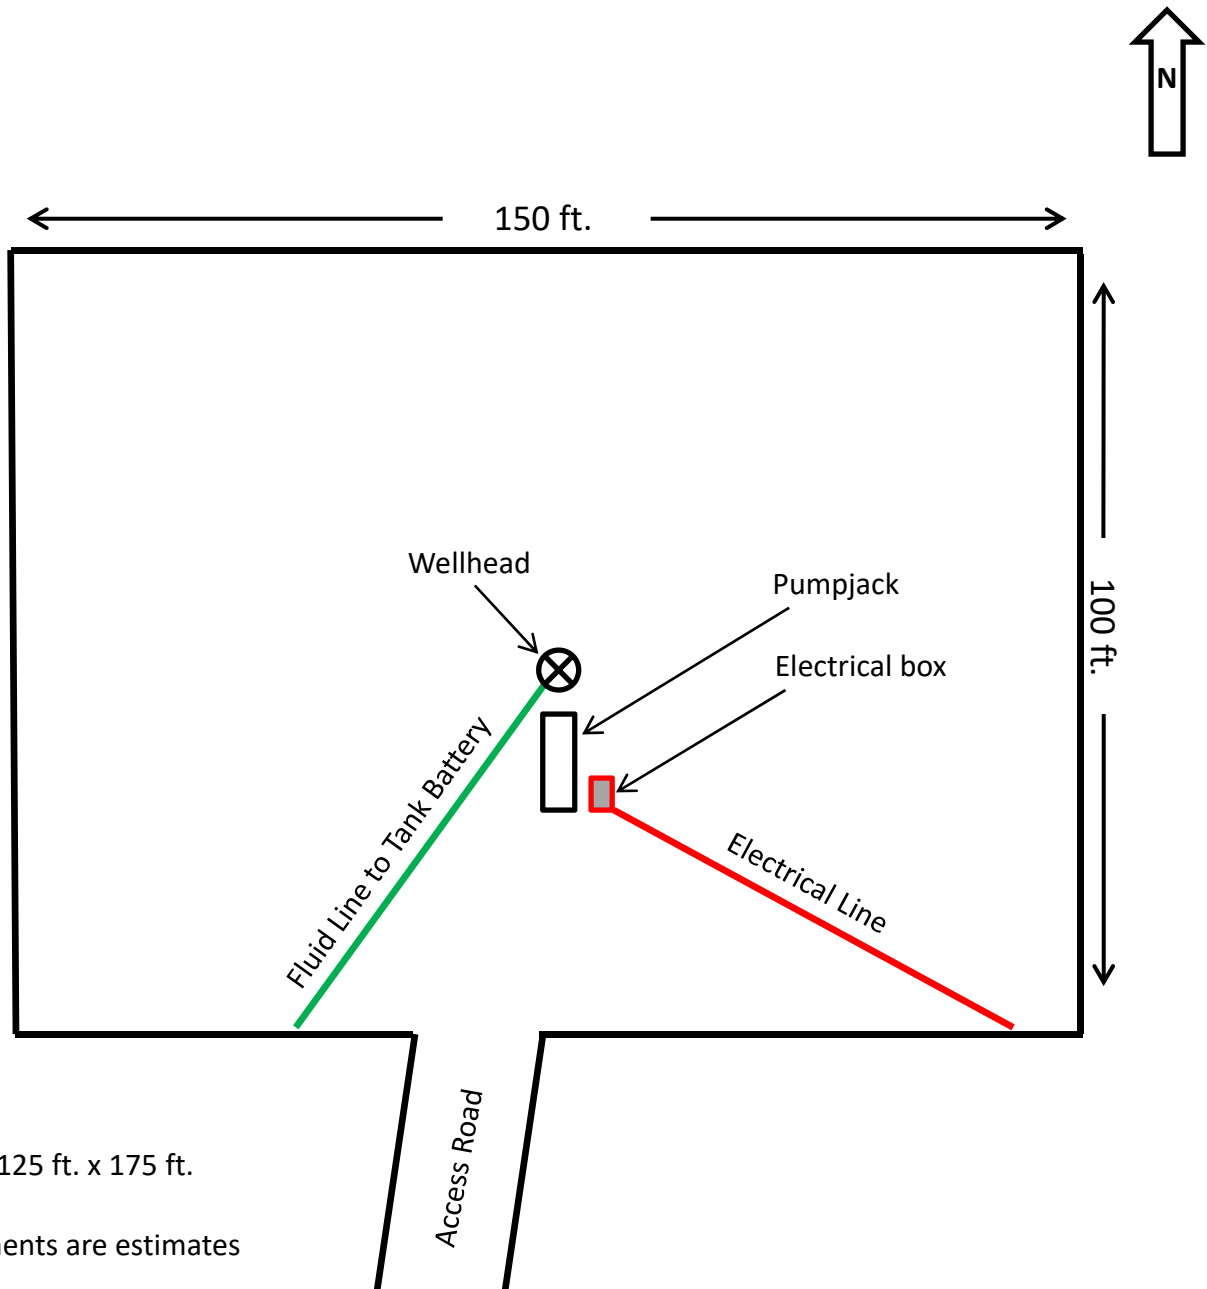 N
150 ft.
100 ft.
Wellhead
Pumpjack
Electrical box
Fluid Line to Tank Battery
Electrical Line
Access Road
125 ft. x 175 ft.
are estimates